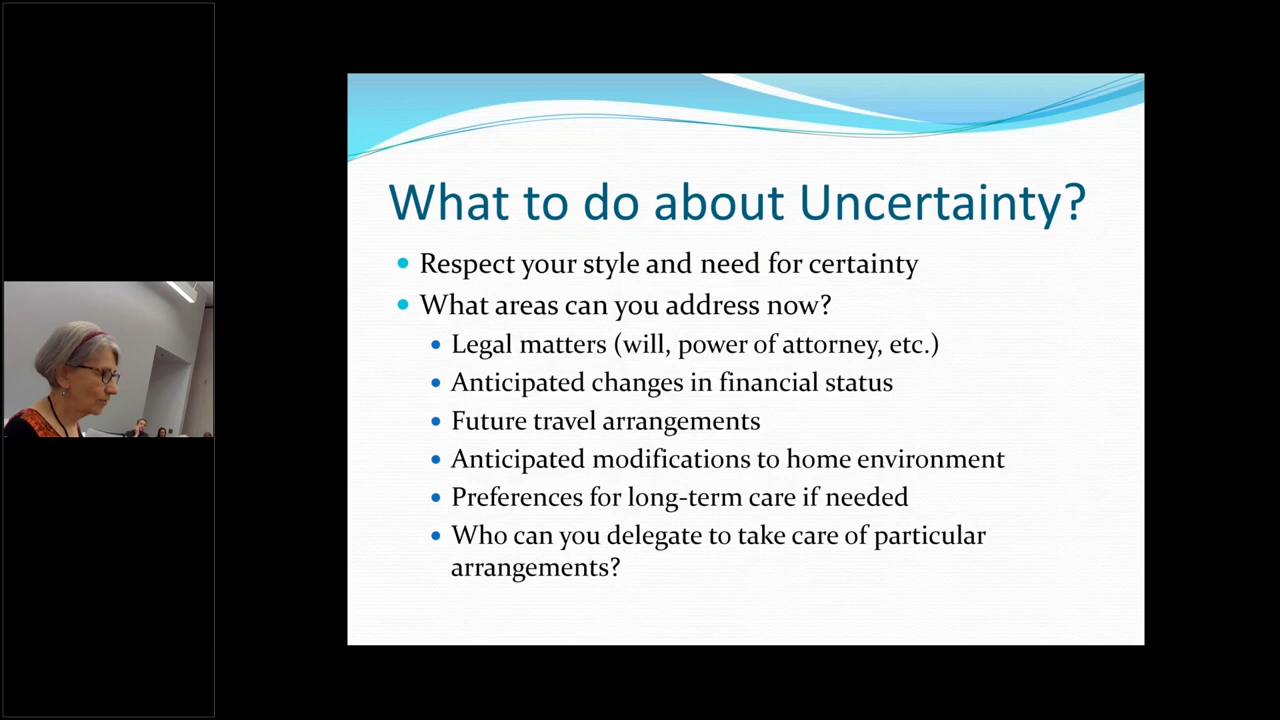 What to do about Uncertainty?
Respect your style and need for certainty
What areas can you address now?
Legal matters (will, power of attorney, etc.)
Anticipated changes in financial status
Future travel arrangements
Anticipated modifications to home environment
Preferences for long-term care if needed
Who can you delegate to take care of particular
arrangements?